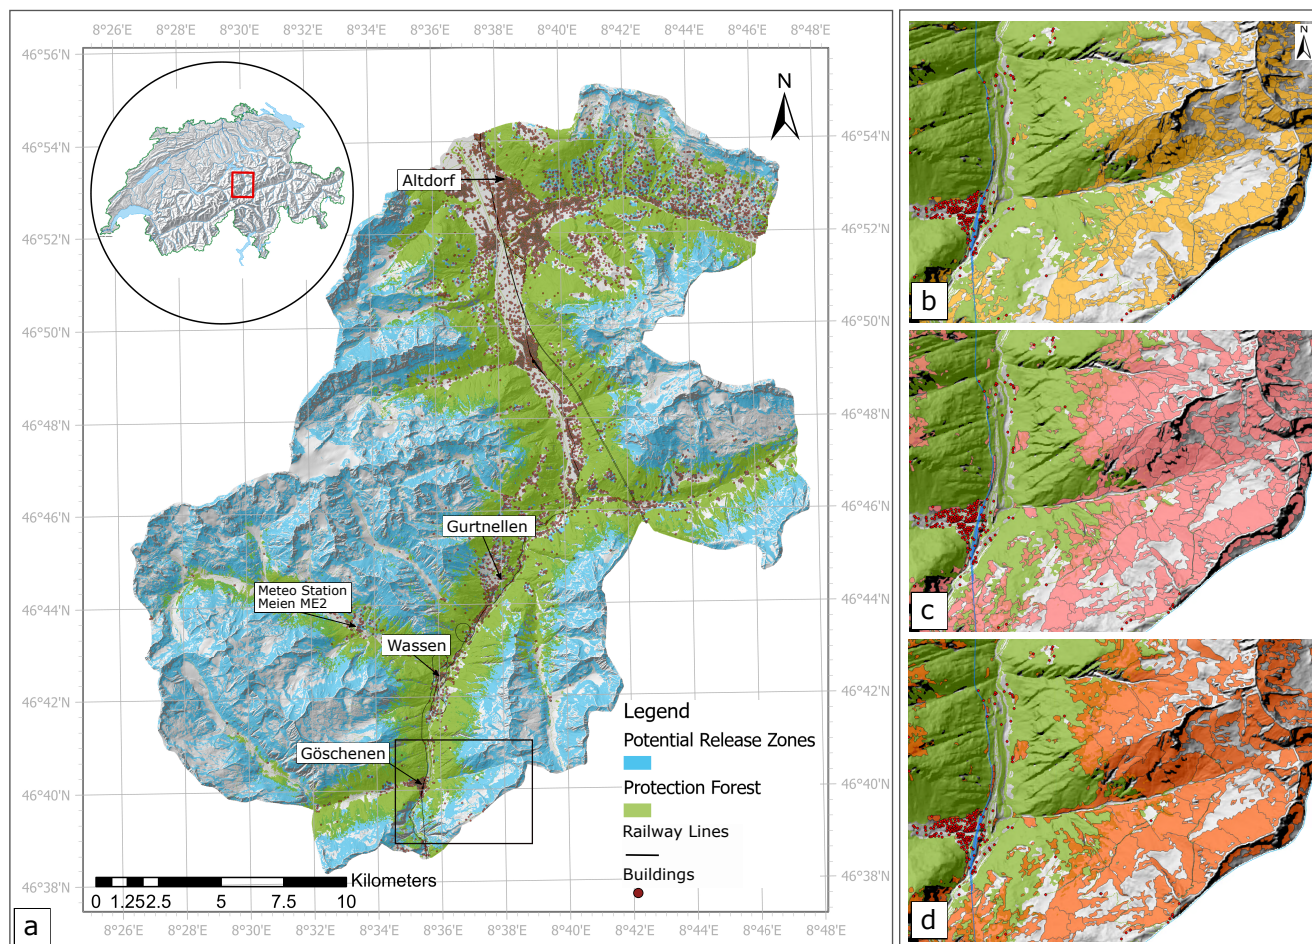 8°26'E 8°28'E 8°30'E 8°32'E 8°34'E 8°36'E 8°38'E 8°40'E 8°42'E 8°44'E 8°46'E
46°56'N
46°54'N 46°54'N
46°52'N 46°52'N
46°50'N 46°50'N
46°48'N 46°48'N
46°46'N 46°46'N
46°44'N 46°44'N
46°42'N 46°42'N
46°40'N 46°40'N
46°38'N 46°38'N
N
Altdorf
Gurtnellen
Meteo Station
Meien ME2
Wassen
Göschenen
Legend
Potential Release Zones
Protection Forest
Railway Lines
Buildings
Kilometers
0 1.25 2.5 5 7.5 10
8°26'E 8°28'E 8°30'E 8°32'E 8°34'E 8°36'E 8°38'E 8°40'E 8°42'E 8°44'E 8°46'E 8°48'E
a
N
b
c
d